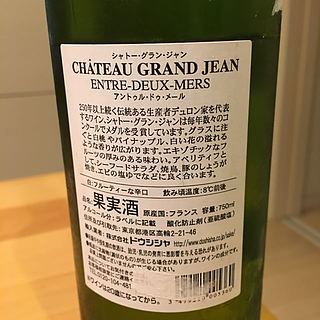 シャトー・グラン・ジャン
CHÂTEAU GRAND JEAN
ENTRE-DEUX-MERS
アントゥル・ドゥ・メール
250年以上続く伝統ある生産者デュロン家を代表
するワイン、シャトー・グラン・ジャンは毎年数々のコ
ンクールでメダルを受賞しています。グラスに注
ぐと白桃やパイナップル、白い花の溢れる
ような香りが広がります。エキゾチックなフ
ルーツの厚みのある味わい。アペリティフと
して、シーフードサラダ、焼鳥、豚のしょうが
焼き、エビの塩ゆでなどに良く合います。
白:フルーティーな辛口 飲み頃温度:8℃前後
品名:果実酒 原産国:フランス 容量:750ml
アルコール分:ラベルに記載 酸化防止剤(亜硫酸塩)
東京都港区高輪2-21-46
株式会社ドウシシャ